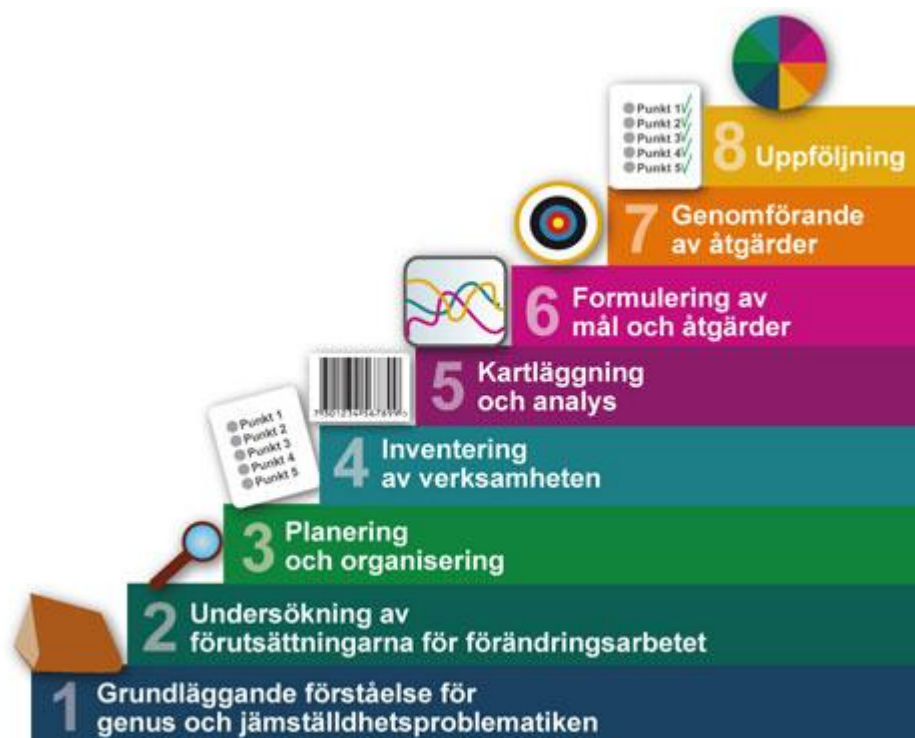 Punkt 1
Punkt 2
Punkt 3
Punkt 4
Punkt 5
8 Uppföljning
7 Genomförande
av åtgärder
6 Formulering av
mål och åtgärder
5 Kartläggning
och analys
Punkt 1
Punkt 2
Punkt 3
Punkt 4
Punkt 5
4 Inventering
av verksamheten
3 Planering
och organisering
2 Undersökning av
förutsättningarna för förändringsarbetet
1 Grundläggande förståelse för
genus och jämställdhetsproblematiken